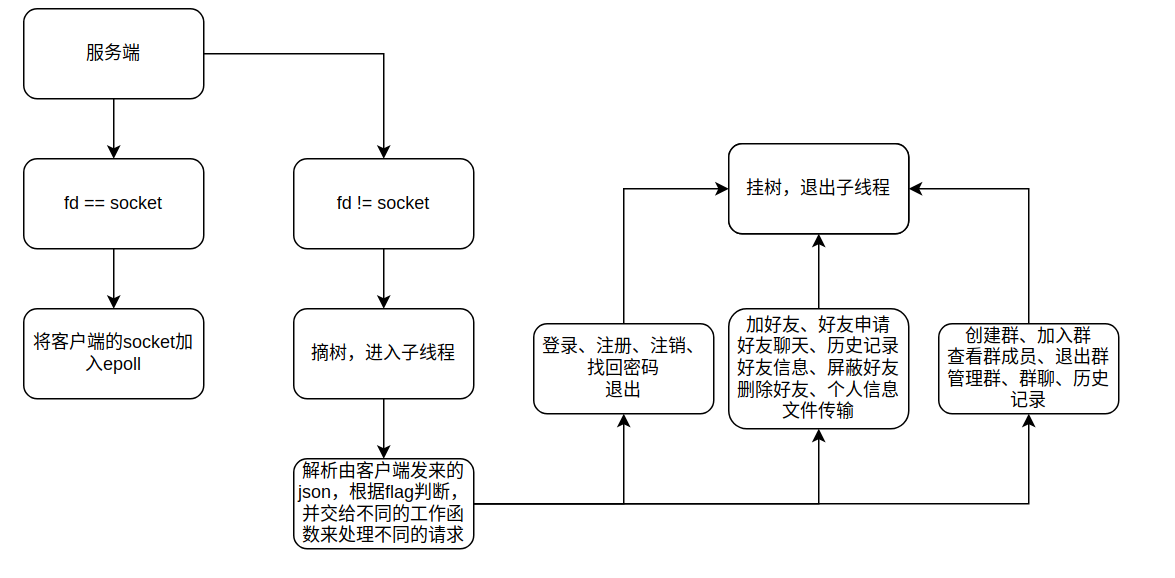 服务端
fd == socket
fd != socket
挂树，退出子线程
将客户端的socket加
入epoll
摘树，进入子线程
登录、注册、注销、
找回密码
退出
加好友、好友申请
好友聊天、历史记录
好友信息、屏蔽好友
删除好友、个人信息
文件传输
创建群、加入群
查看群成员、退出群
管理群、群聊、历史
记录
解析由客户端发来的
json，根据flag判断，
并交给不同的工作函
数来处理不同的请求